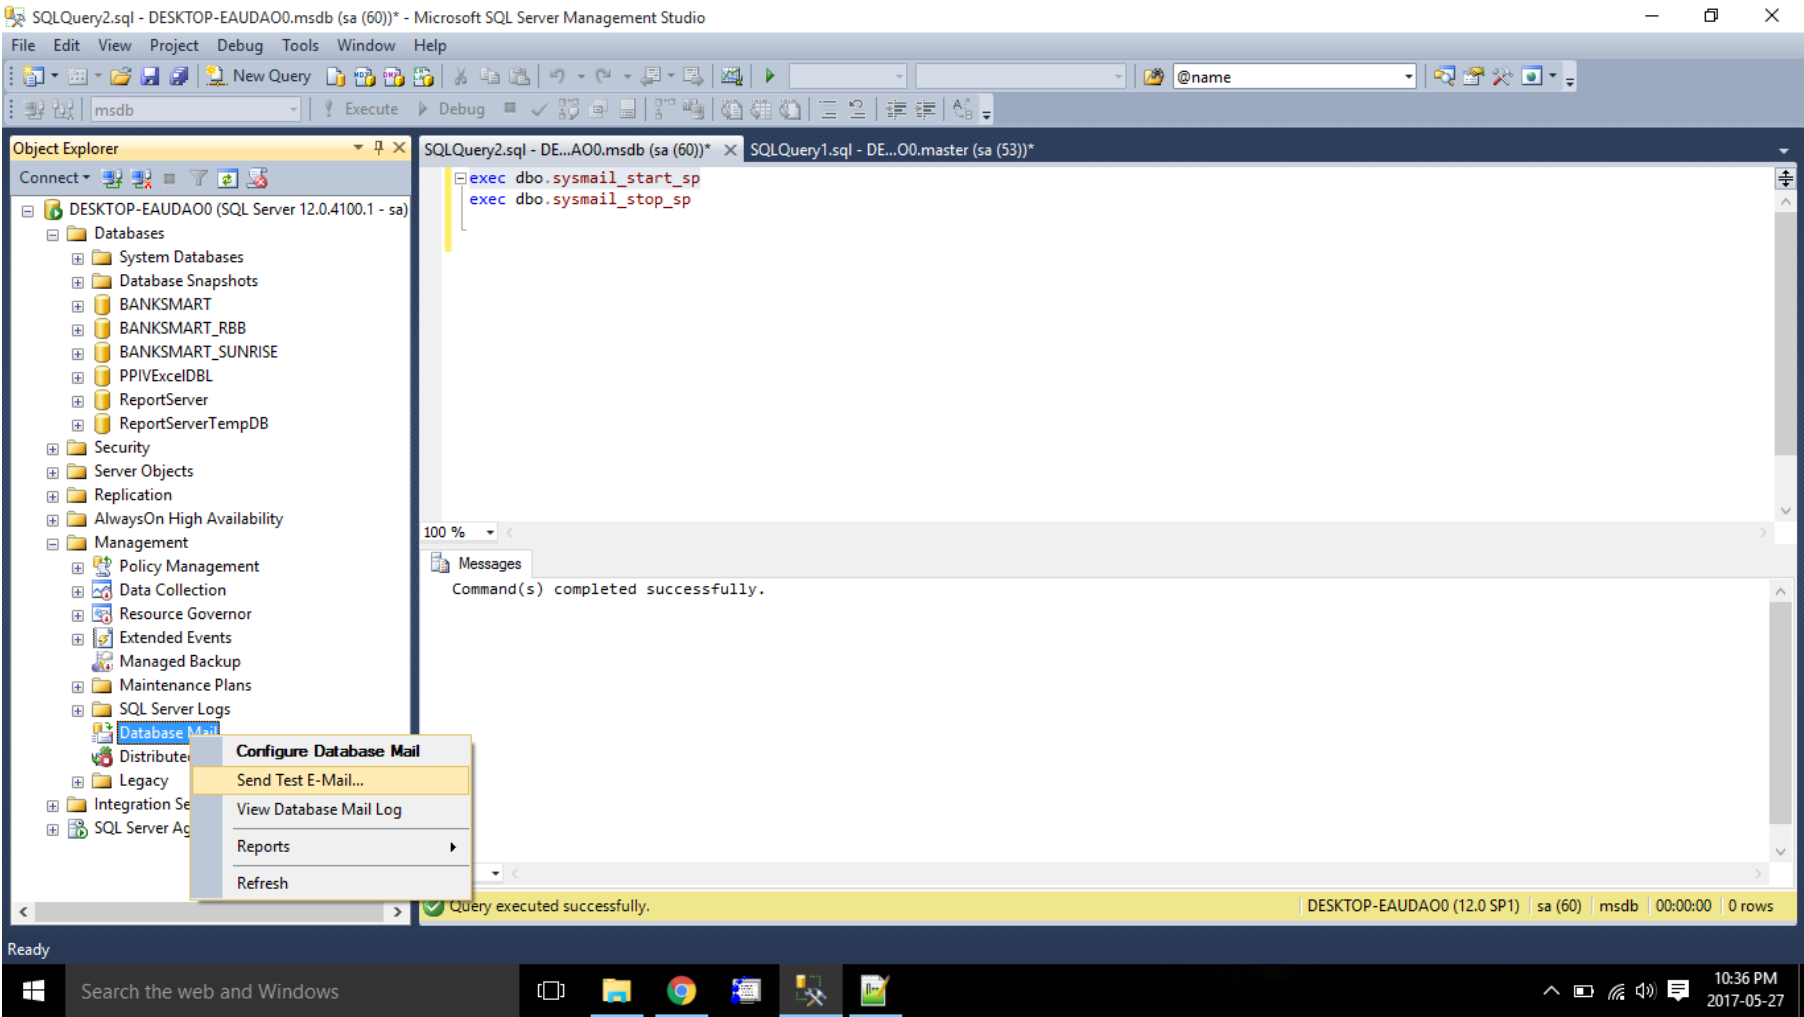 SQLQuery2.sql - DESKTOP-EAUDAO0.msdb (sa (60))* - Microsoft SQL Server Management Studio
File Edit View Project Debug Tools Window Help
New Query @name
msdb Execute Debug
Object Explorer
Connect
DESKTOP-EAUDAO0 (SQL Server 12.0.4100.1 - sa)
Databases
System Databases
Database Snapshots
BANKSMART
BANKSMART_RBB
BANKSMART_SUNRISE
PPIVExcelDBL
ReportServer
ReportServerTempDB
Security
Server Objects
Replication
AlwaysOn High Availability
Management
Policy Management
Data Collection
Resource Governor
Extended Events
Managed Backup
Maintenance Plans
SQL Server Logs
Database Mail
Distribute
Legacy
Integration Se
SQL Server Ag
Configure Database Mail
Send Test E-Mail...
View Database Mail Log
Reports
Refresh
SQLQuery2.sql - DE...AO0.msdb (sa (60))* SQLQuery1.sql - DE...O0.master (sa (53))*
exec dbo.sysmail_start_sp
exec dbo.sysmail_stop_sp
100 %
Messages
Command(s) completed successfully.
Query executed successfully. DESKTOP-EAUDAO0 (12.0 SP1) sa (60) msdb 00:00:00 0 rows
Ready
Search the web and Windows
10:36 PM
2017-05-27